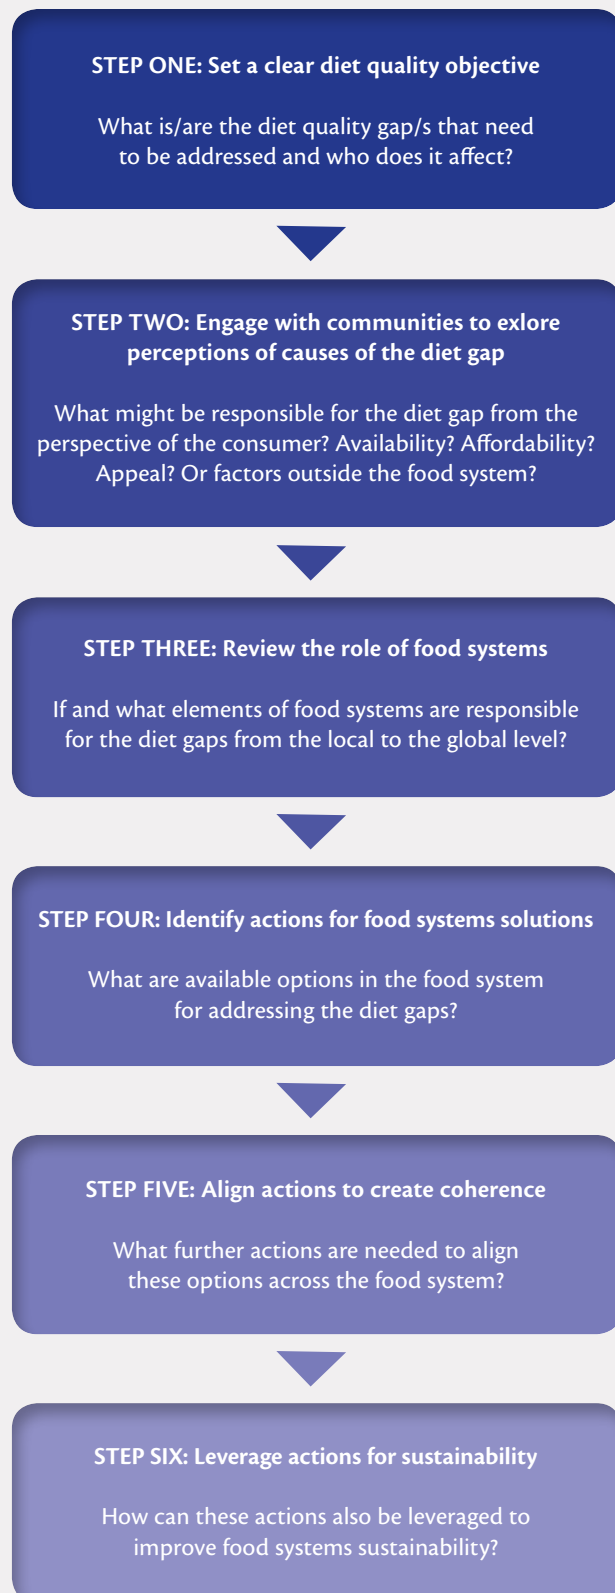 STEP ONE: Set a clear diet quality objective
What is/are the diet quality gap/s that need
to be addressed and who does it affect?
STEP TWO: Engage with communities to exlore
perceptions of causes of the diet gap
What might be responsible for the diet gap from the
perspective of the consumer? Availability? Affordability?
Appeal? Or factors outside the food system?
STEP THREE: Review the role of food systems
If and what elements of food systems are responsible
for the diet gaps from the local to the global level?
STEP FOUR: Identify actions for food systems solutions
What are available options in the food system
for addressing the diet gaps?
STEP FIVE: Align actions to create coherence
What further actions are needed to align
these options across the food system?
STEP SIX: Leverage actions for sustainability
How can these actions also be leveraged to
improve food systems sustainability?